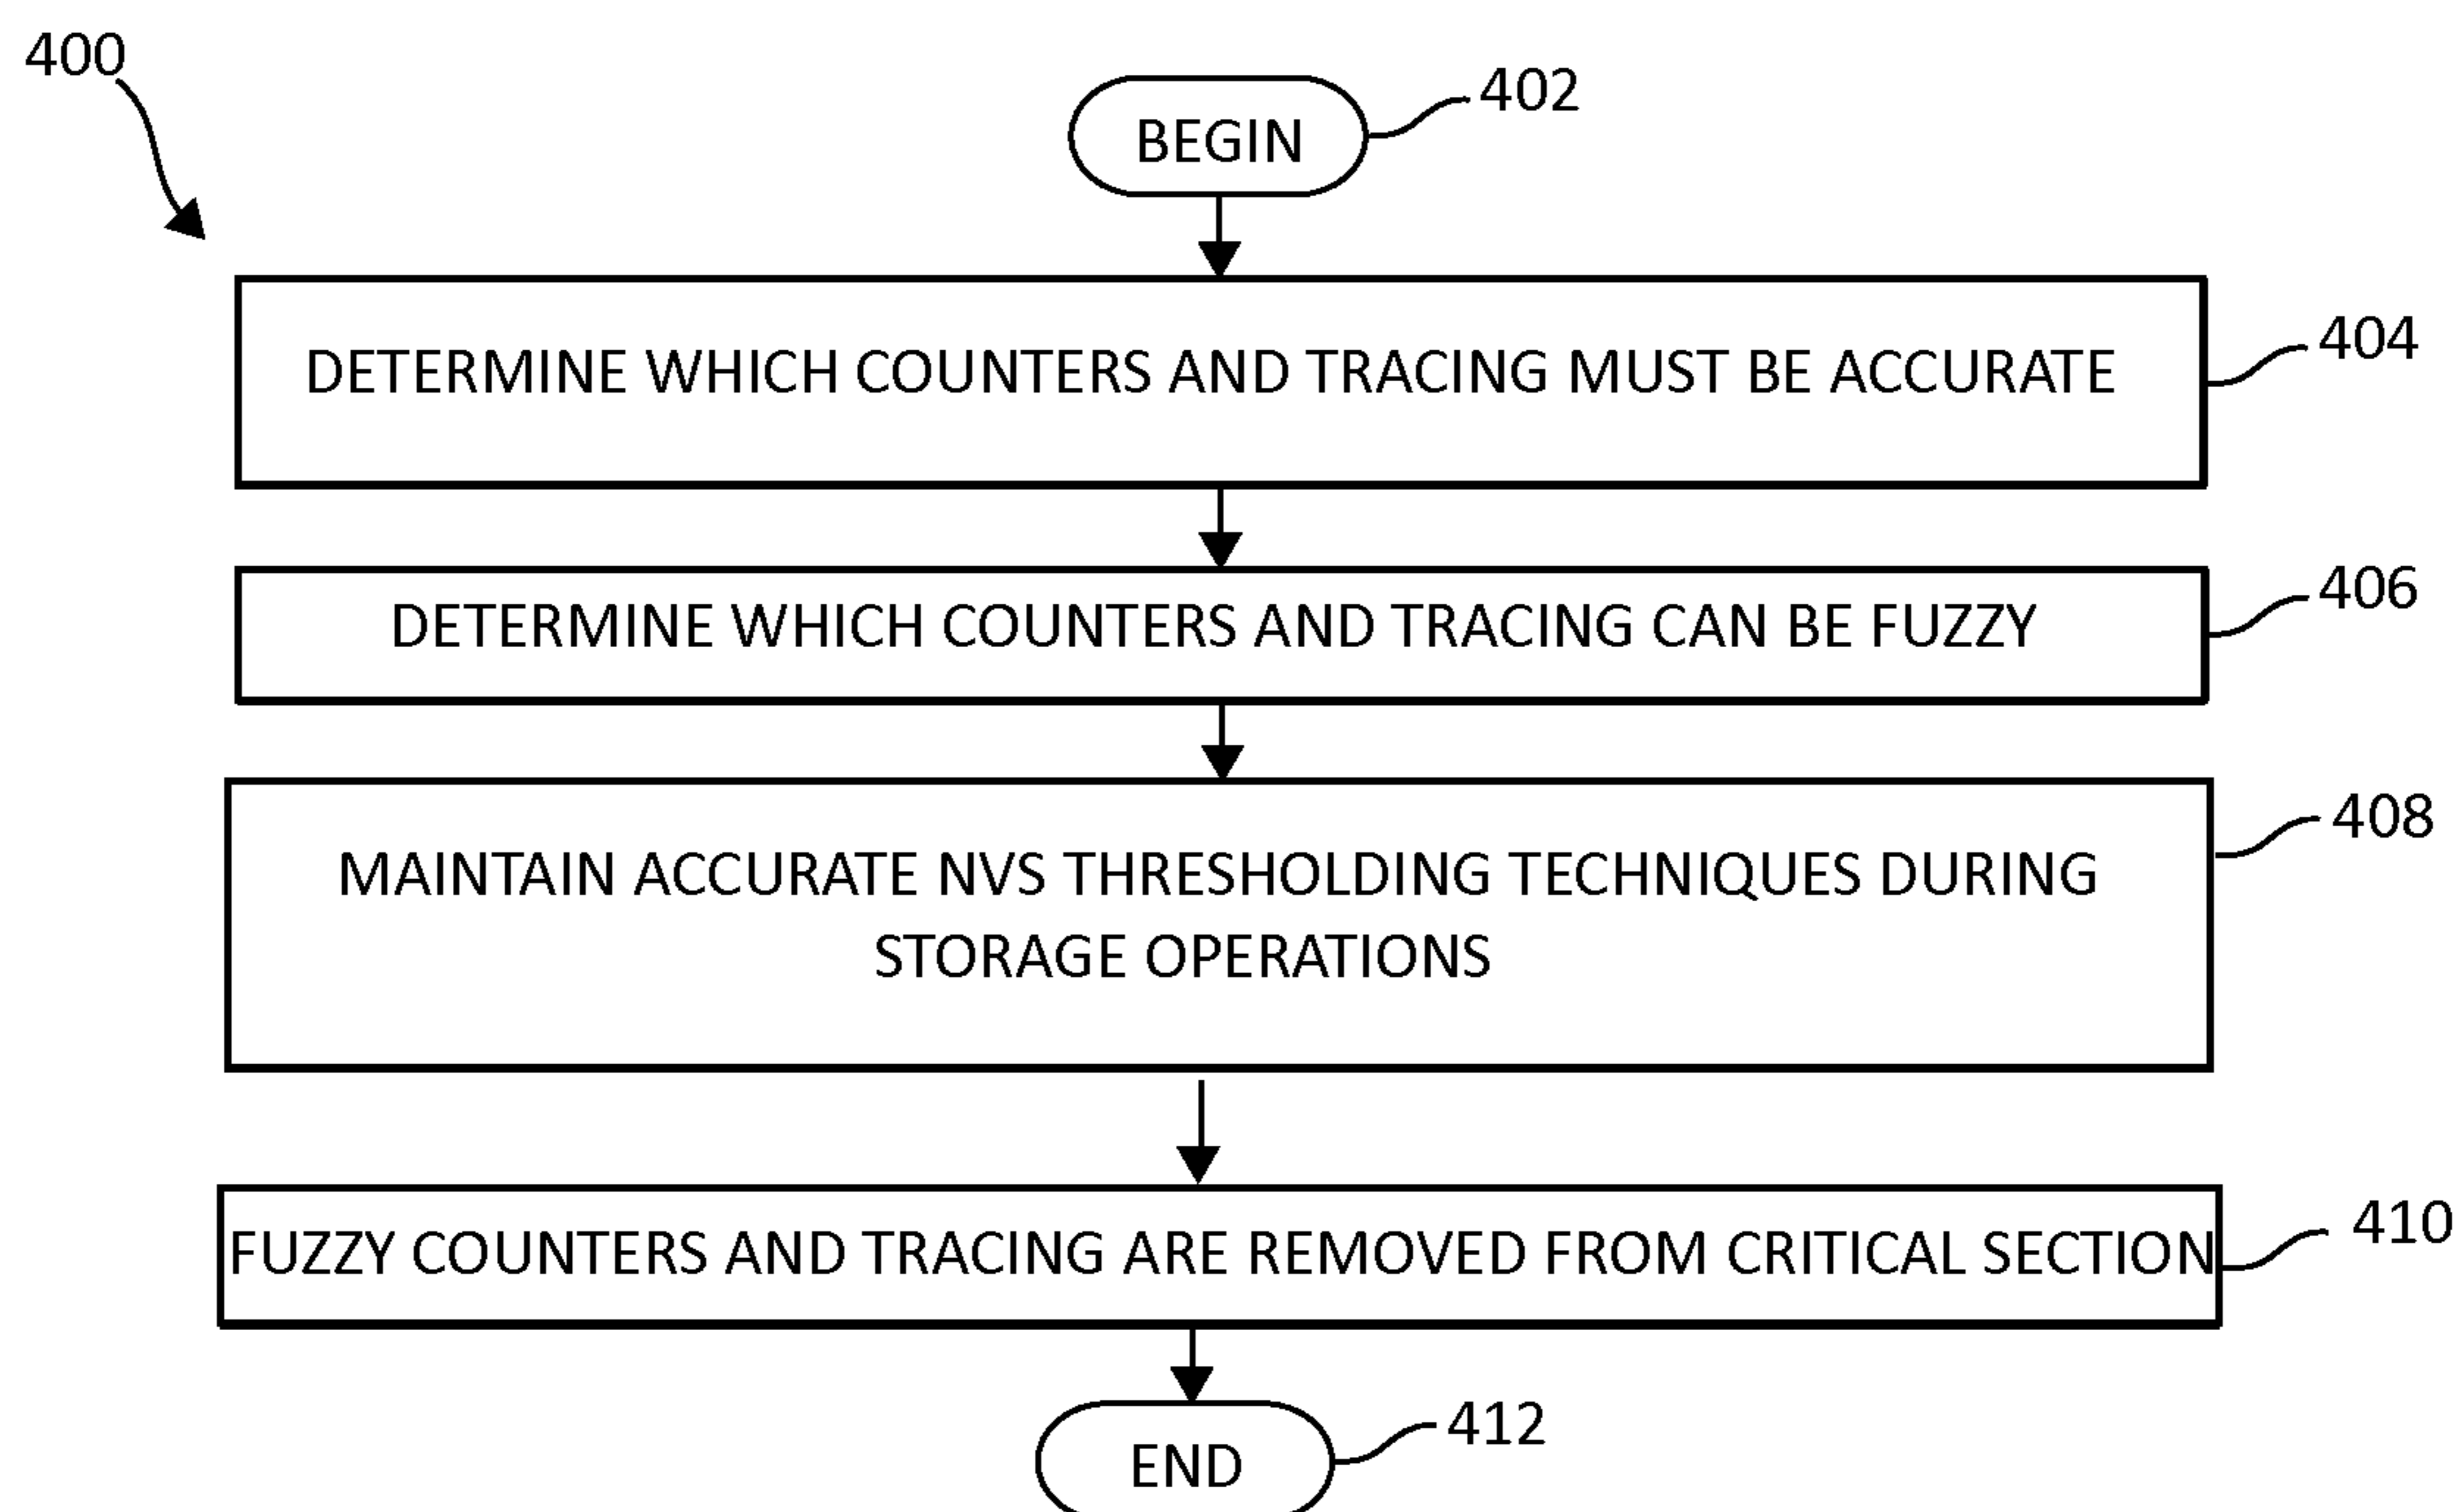 400
BEGIN
402
DETERMINE WHICH COUNTERS AND TRACING MUST BE ACCURATE
404
DETERMINE WHICH COUNTERS AND TRACING CAN BE FUZZY
406
MAINTAIN ACCURATE NVS THRESHOLDING TECHNIQUES DURING
STORAGE OPERATIONS
408
FUZZY COUNTERS AND TRACING ARE REMOVED FROM CRITICAL SECTION
410
END
412